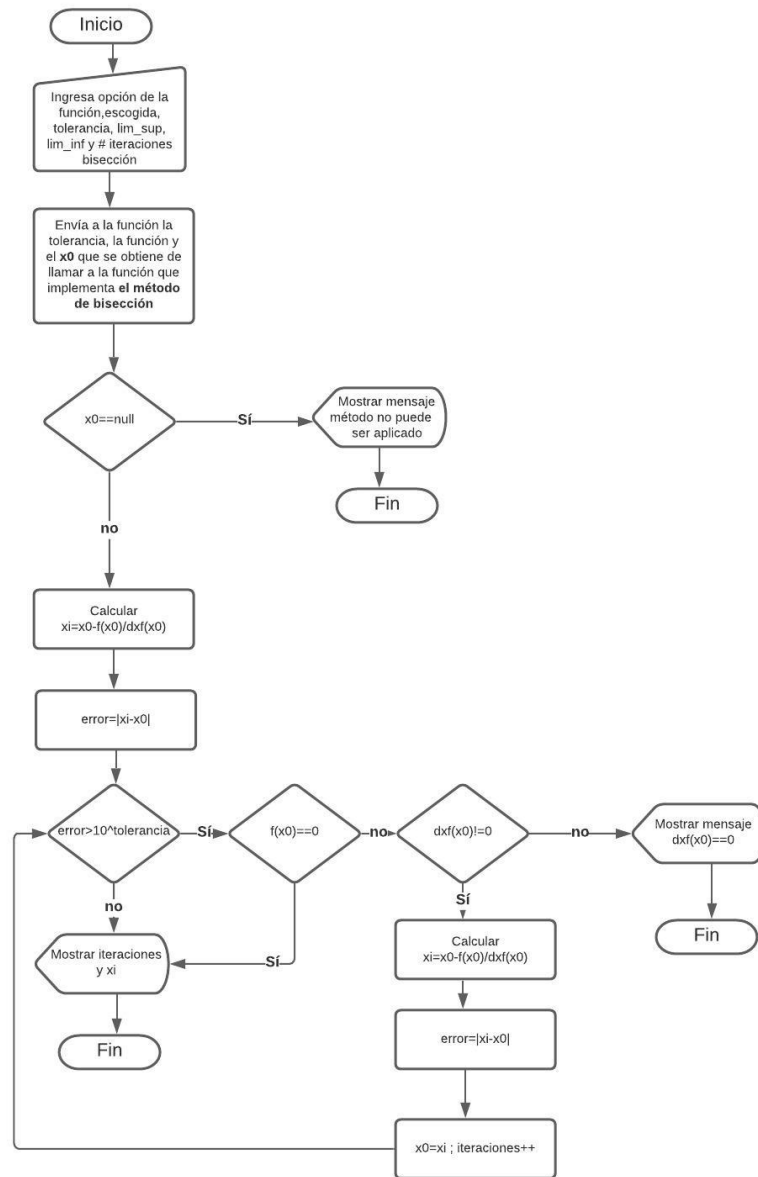 Inicio
Ingresa opción de la
función,escogida,
tolerancia, lim_sup,
lim_inf y # iteraciones
bisección
Envía a la función la
tolerancia, la función y
el x0 que se obtiene de
llamar a la función que
implementa el método
de bisección
x0==null
Sí
Mostrar mensaje
método no puede
ser aplicado
Fin
no
Calcular
xi=x0-f(x0)/dxf(x0)
error=|xi-x0|
error>10^tolerancia
Sí
f(x0)==0
no
dxf(x0)!=0
no
Mostrar mensaje
dxf(x0)==0
Fin
no
Sí
Mostrar iteraciones
y xi
Sí
Fin
Calcular
xi=x0-f(x0)/dxf(x0)
error=|xi-x0|
x0=xi ; iteraciones++